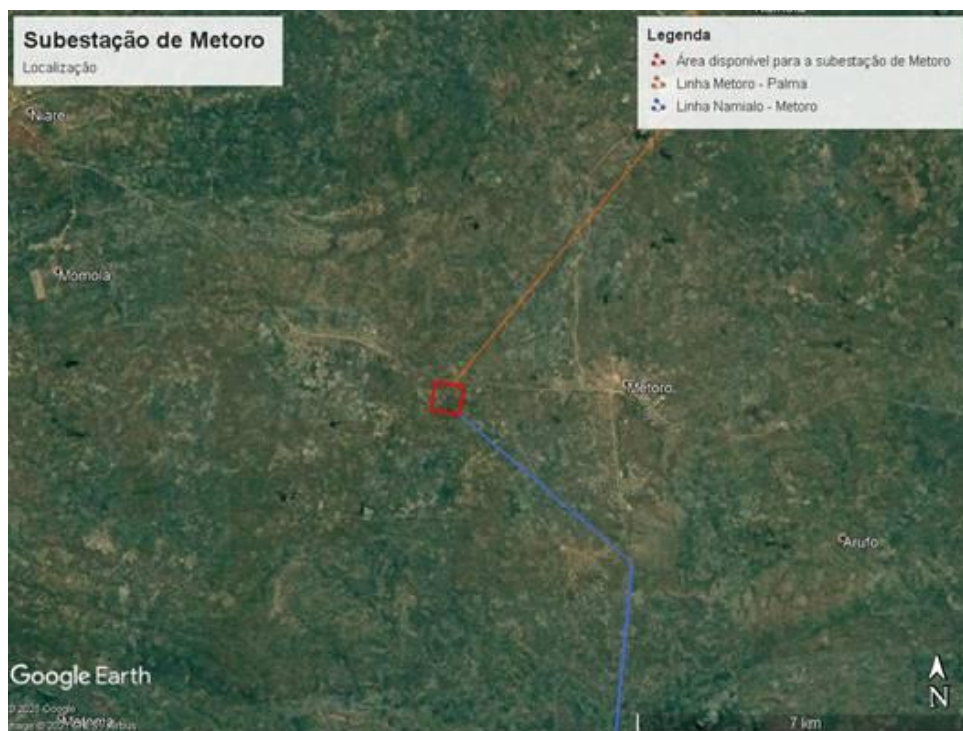 Subestação de Metoro
Localização
Legenda
Área disponível para a subestação de Metoro
Linha Metoro - Palma
Linha Namialo - Metoro
Niarei
Momola
Metoro
Arufo
Google Earth
Google
N
7 km